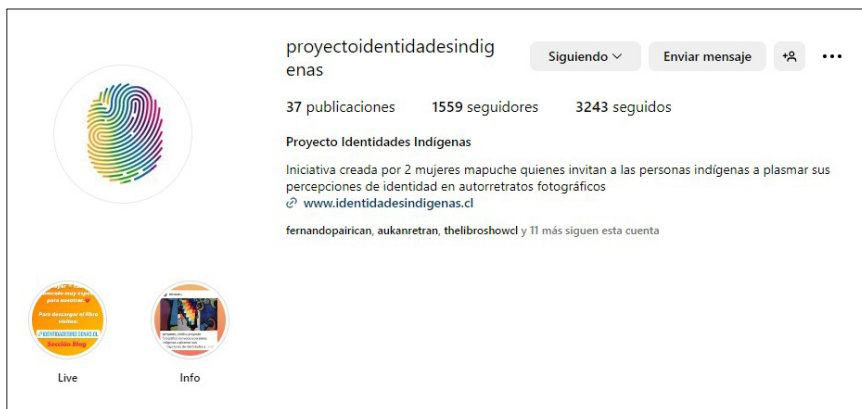 proyectoidentidadesindig
enas
Siguiendo
Enviar mensaje
37 publicaciones
1559 seguidores
3243 seguidos
Proyecto Identidades Indígenas
Iniciativa creada por 2 mujeres mapuche quienes invitan a las personas indígenas a plasmar sus
percepciones de identidad en autorretratos fotográficos
www.identidadesindigenas.cl
fernandopairican, aukanretran, thelibroshowcl y 11 más siguen esta cuenta
para nosotras.
Para descargar el libro
Sección Blog
Live
Info